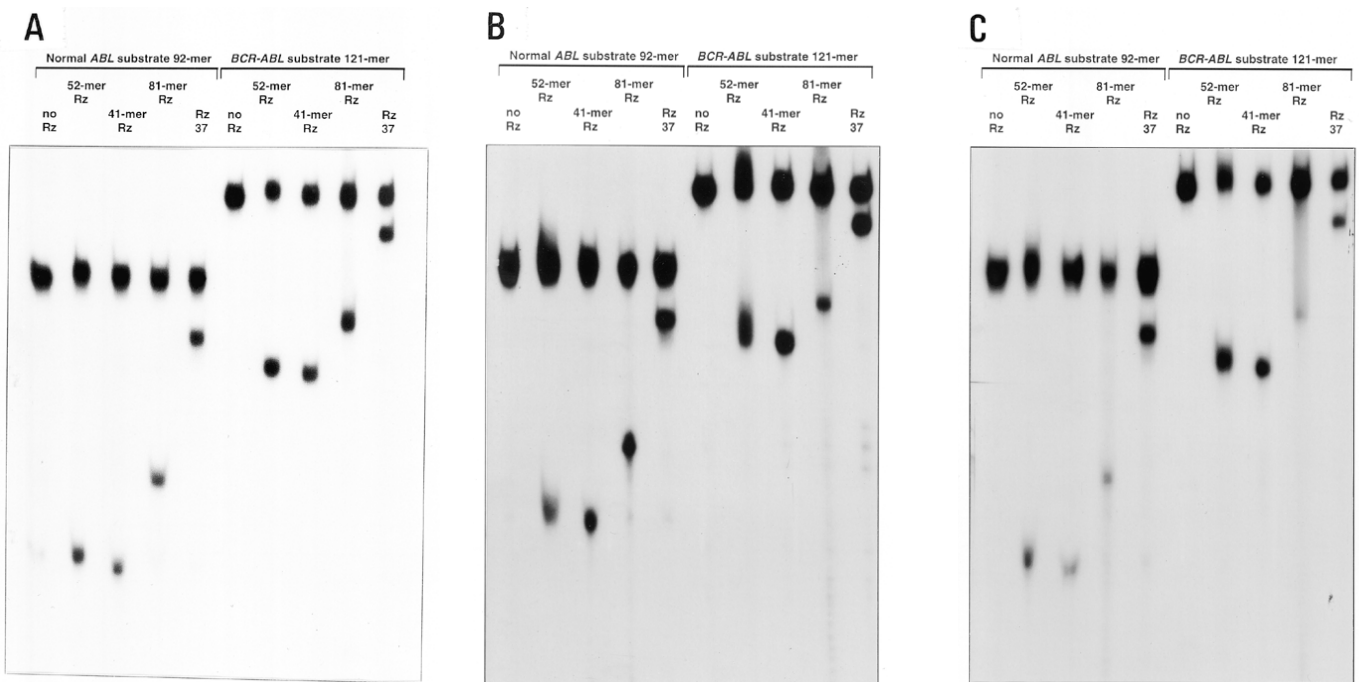 A
Normal ABL substrate 92-mer BCR-ABL substrate 121-mer
52-mer 81-mer 52-mer 81-mer
Rz Rz Rz Rz
no 41-mer Rz no 41-mer Rz
Rz Rz 37 Rz Rz 37
B
Normal ABL substrate 92-mer BCR-ABL substrate 121-mer
52-mer 81-mer 52-mer 81-mer
Rz Rz Rz Rz
no 41-mer Rz no 41-mer Rz
Rz Rz 37 Rz Rz 37
C
Normal ABL substrate 92-mer BCR-ABL substrate 121-mer
52-mer 81-mer 52-mer 81-mer
Rz Rz Rz Rz
no 41-mer Rz no 41-mer Rz
Rz Rz 37 Rz Rz 37